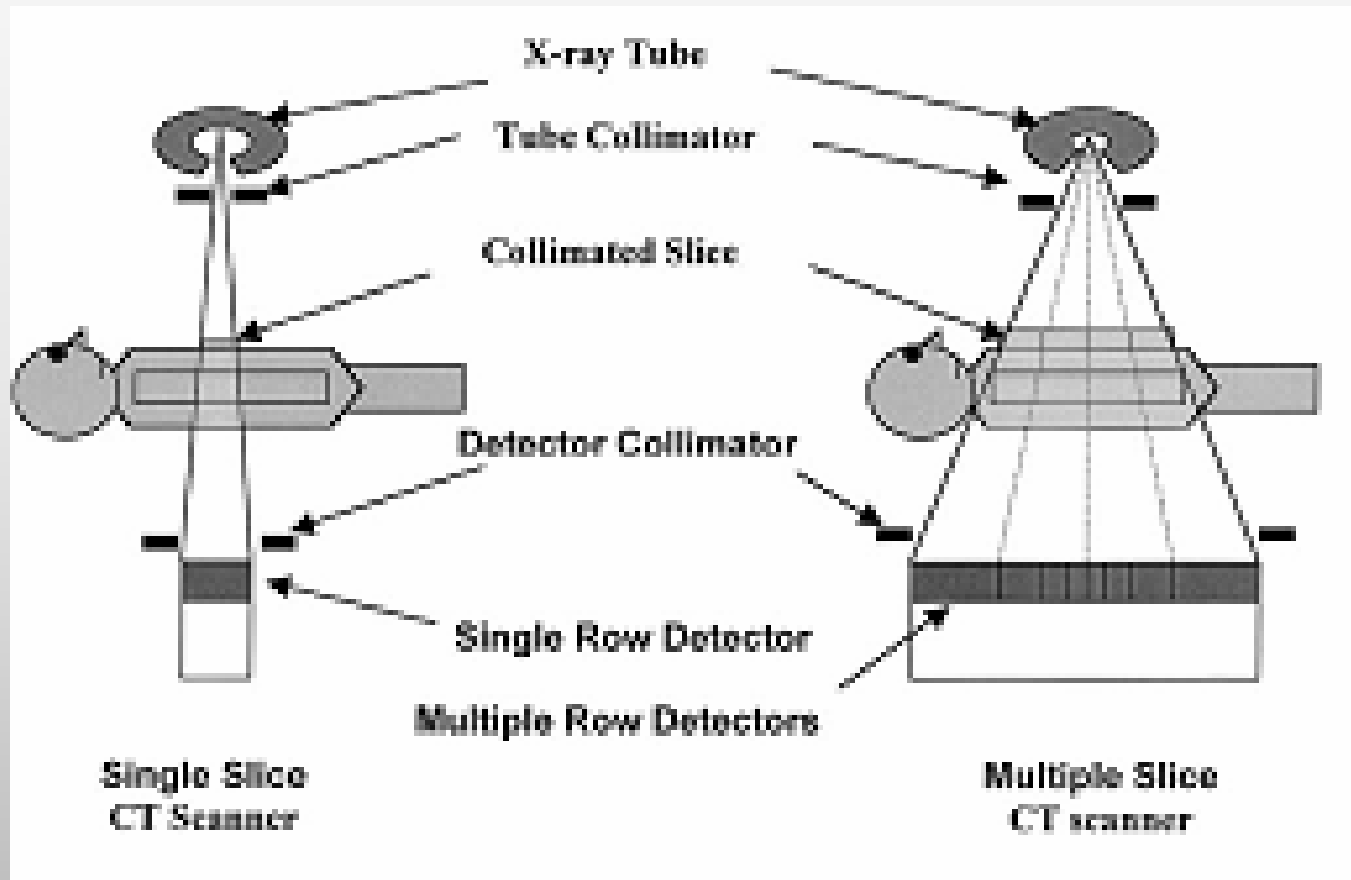 X-ray Tube
Tube Collimator
Collimated Slice
Detector Collimator
Single Row Detector
Multiple Row Detectors
Single Slice
CT Scanner
Multiple Slice
CT scanner